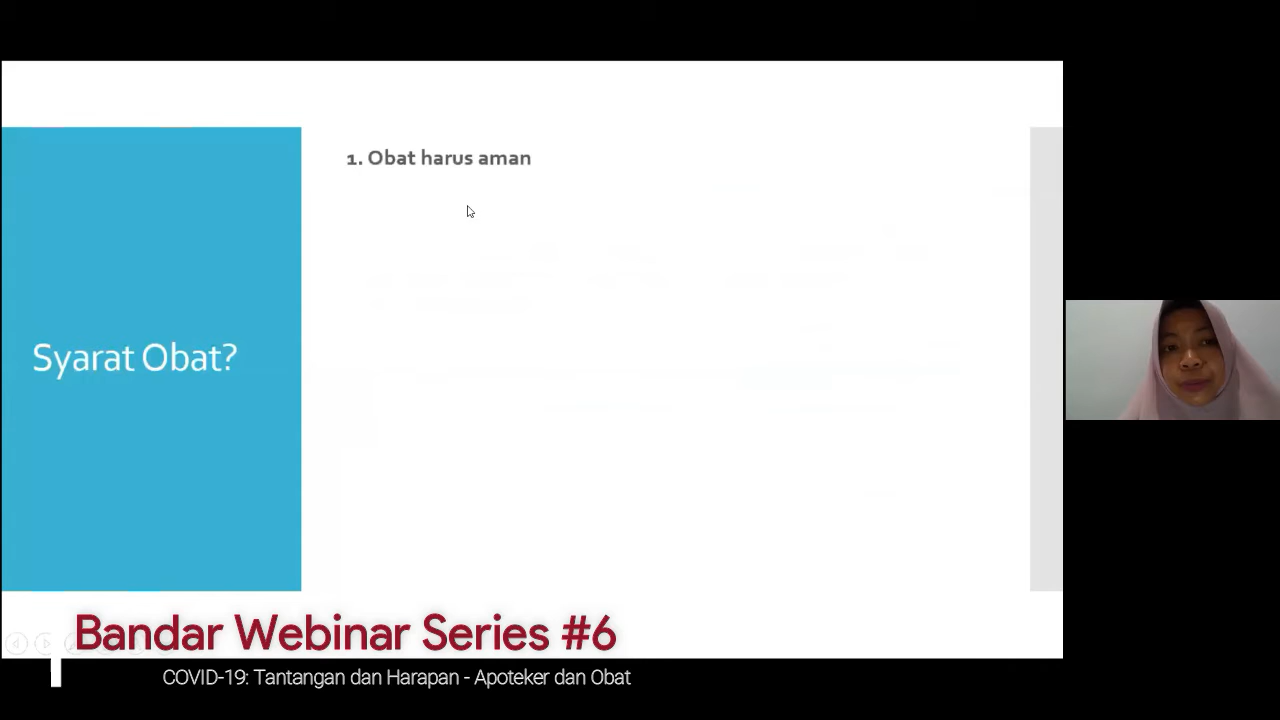 1. Obat harus aman
Syarat Obat?
Bandar Webinar Series #6
COVID-19: Tantangan dan Harapan - Apoteker dan Obat